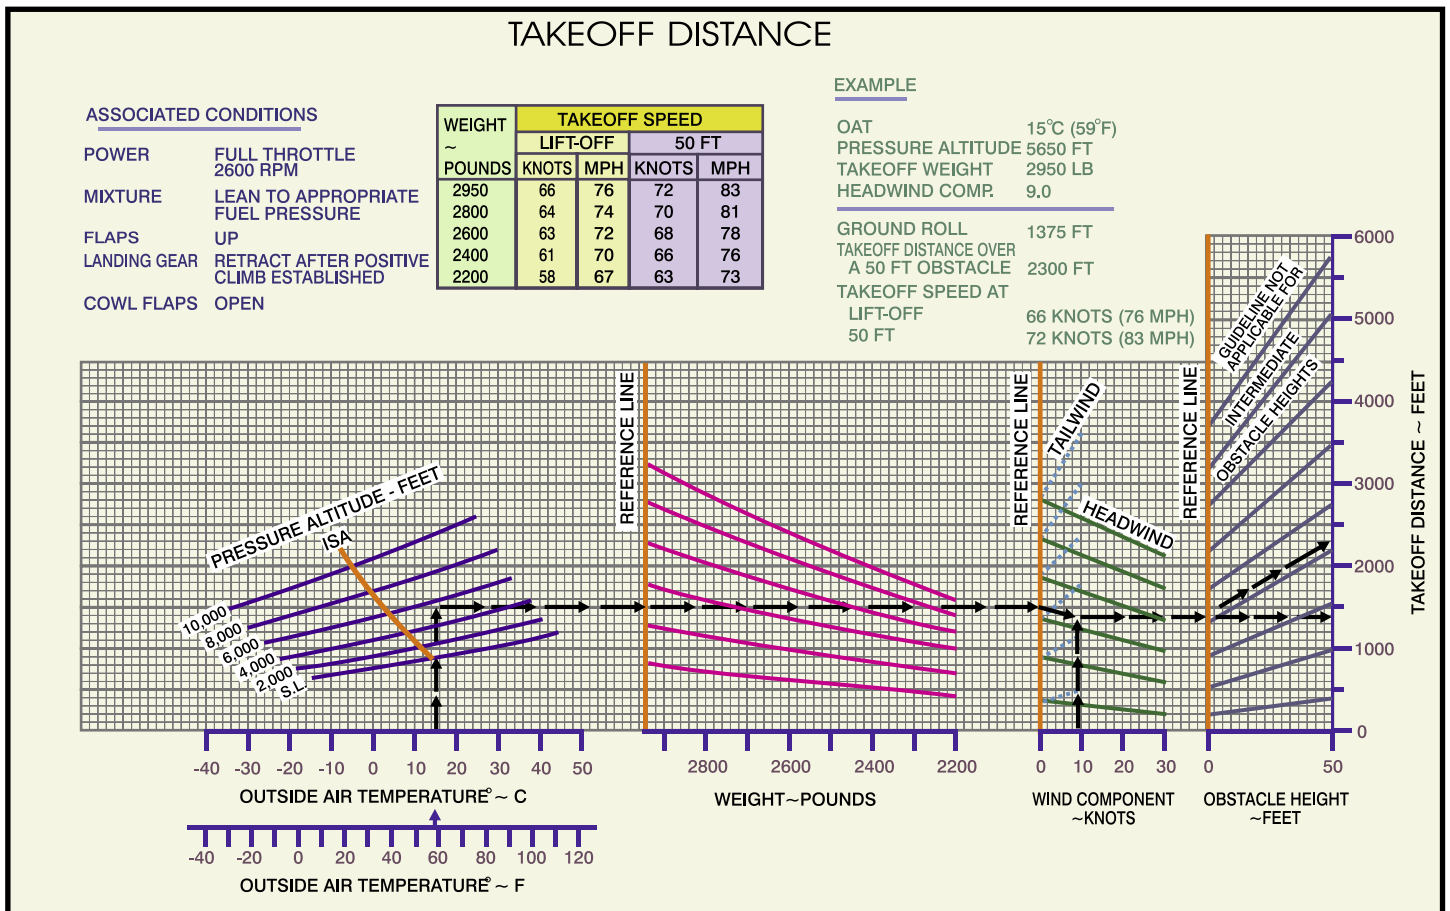 TAKEOFF DISTANCE
ASSOCIATED CONDITIONS
POWER FULL THROTTLE
2600 RPM
MIXTURE LEAN TO APPROPRIATE
FUEL PRESSURE
FLAPS UP
LANDING GEAR RETRACT AFTER POSITIVE
CLIMB ESTABLISHED
COWL FLAPS OPEN
WEIGHT ~ POUNDS TAKEOFF SPEED
LIFT-OFF 50 FT
KNOTS MPH KNOTS MPH
2950 66 76 72 83
2800 64 74 70 81
2600 63 72 68 78
2400 61 70 66 76
2200 58 67 63 73
EXAMPLE
OAT 15°C (59°F)
PRESSURE ALTITUDE 5650 FT
TAKEOFF WEIGHT 2950 LB
HEADWIND COMP. 9.0
GROUND ROLL 1375 FT
TAKEOFF DISTANCE OVER
A 50 FT OBSTACLE 2300 FT
TAKEOFF SPEED AT
LIFT-OFF 66 KNOTS (76 MPH)
50 FT 72 KNOTS (83 MPH)
PRESSURE ALTITUDE - FEET
ISA
10,000
8,000
6,000
4,000
2,000
S.L.
REFERENCE LINE
REFERENCE LINE
TAILWIND
HEADWIND
REFERENCE LINE
GUIDELINE NOT
APPLICABLE FOR
INTERMEDIATE
OBSTACLE HEIGHTS
6000
5000
4000
3000
2000
1000
0
TAKEOFF DISTANCE ~ FEET
-40 -30 -20 -10 0 10 20 30 40 50
OUTSIDE AIR TEMPERATURE° ~ C
2800 2600 2400 2200
WEIGHT~POUNDS
0 10 20 30
WIND COMPONENT
~KNOTS
0 50
OBSTACLE HEIGHT
~FEET
-40 -20 0 20 40 60 80 100 120
OUTSIDE AIR TEMPERATURE° ~ F